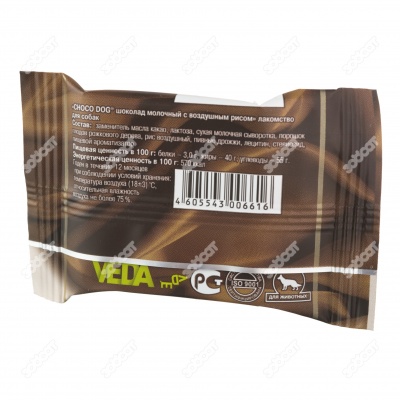 "CHOCO DOG" шоколад молочный с воздушным рисом» лакомство
для собак
Состав: заменитель масла какао, лактоза, сухая молочная сыворотка, порошок
плодов рожкового дерева, рис воздушный, пивные дрожжи, лецитин, стевиоид,
пищевой ароматизатор
Пищевая ценность в 100 г: белки - 3,0 г жиры - 40 г, углеводы - 55 г.
Энергетическая ценность в 100 г: 570 ккал
Годен в течение 12 месяцев
при соблюдении условий хранения:
температура воздуха (18±3) °С,
относительная влажность
воздуха не более 75 %
4 605543 006616
VEDA
РСТ
ISO 9001
для животных